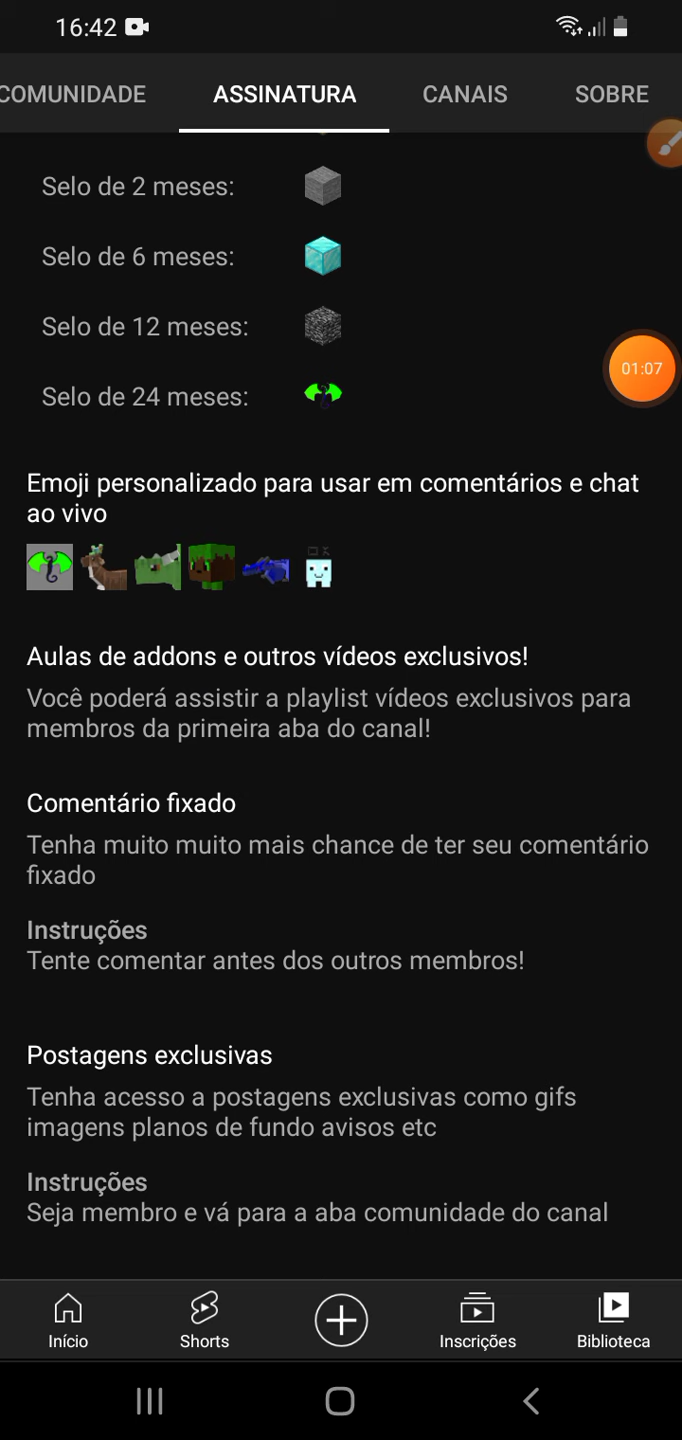 16:42
COMUNIDADE ASSINATURA CANAIS SOBRE
Selo de 2 meses:
Selo de 6 meses:
Selo de 12 meses:
01:07
Selo de 24 meses:
Emoji personalizado para usar em comentários e chat
ao vivo
Aulas de addons e outros vídeos exclusivos!
Você poderá assistir a playlist vídeos exclusivos para
membros da primeira aba do canal!
Comentário fixado
Tenha muito muito mais chance de ter seu comentário
fixado
Instruções
Tente comentar antes dos outros membros!
Postagens exclusivas
Tenha acesso a postagens exclusivas como gifs
imagens planos de fundo avisos etc
Instruções
Seja membro e vá para a aba comunidade do canal
Início Shorts Inscrições Biblioteca